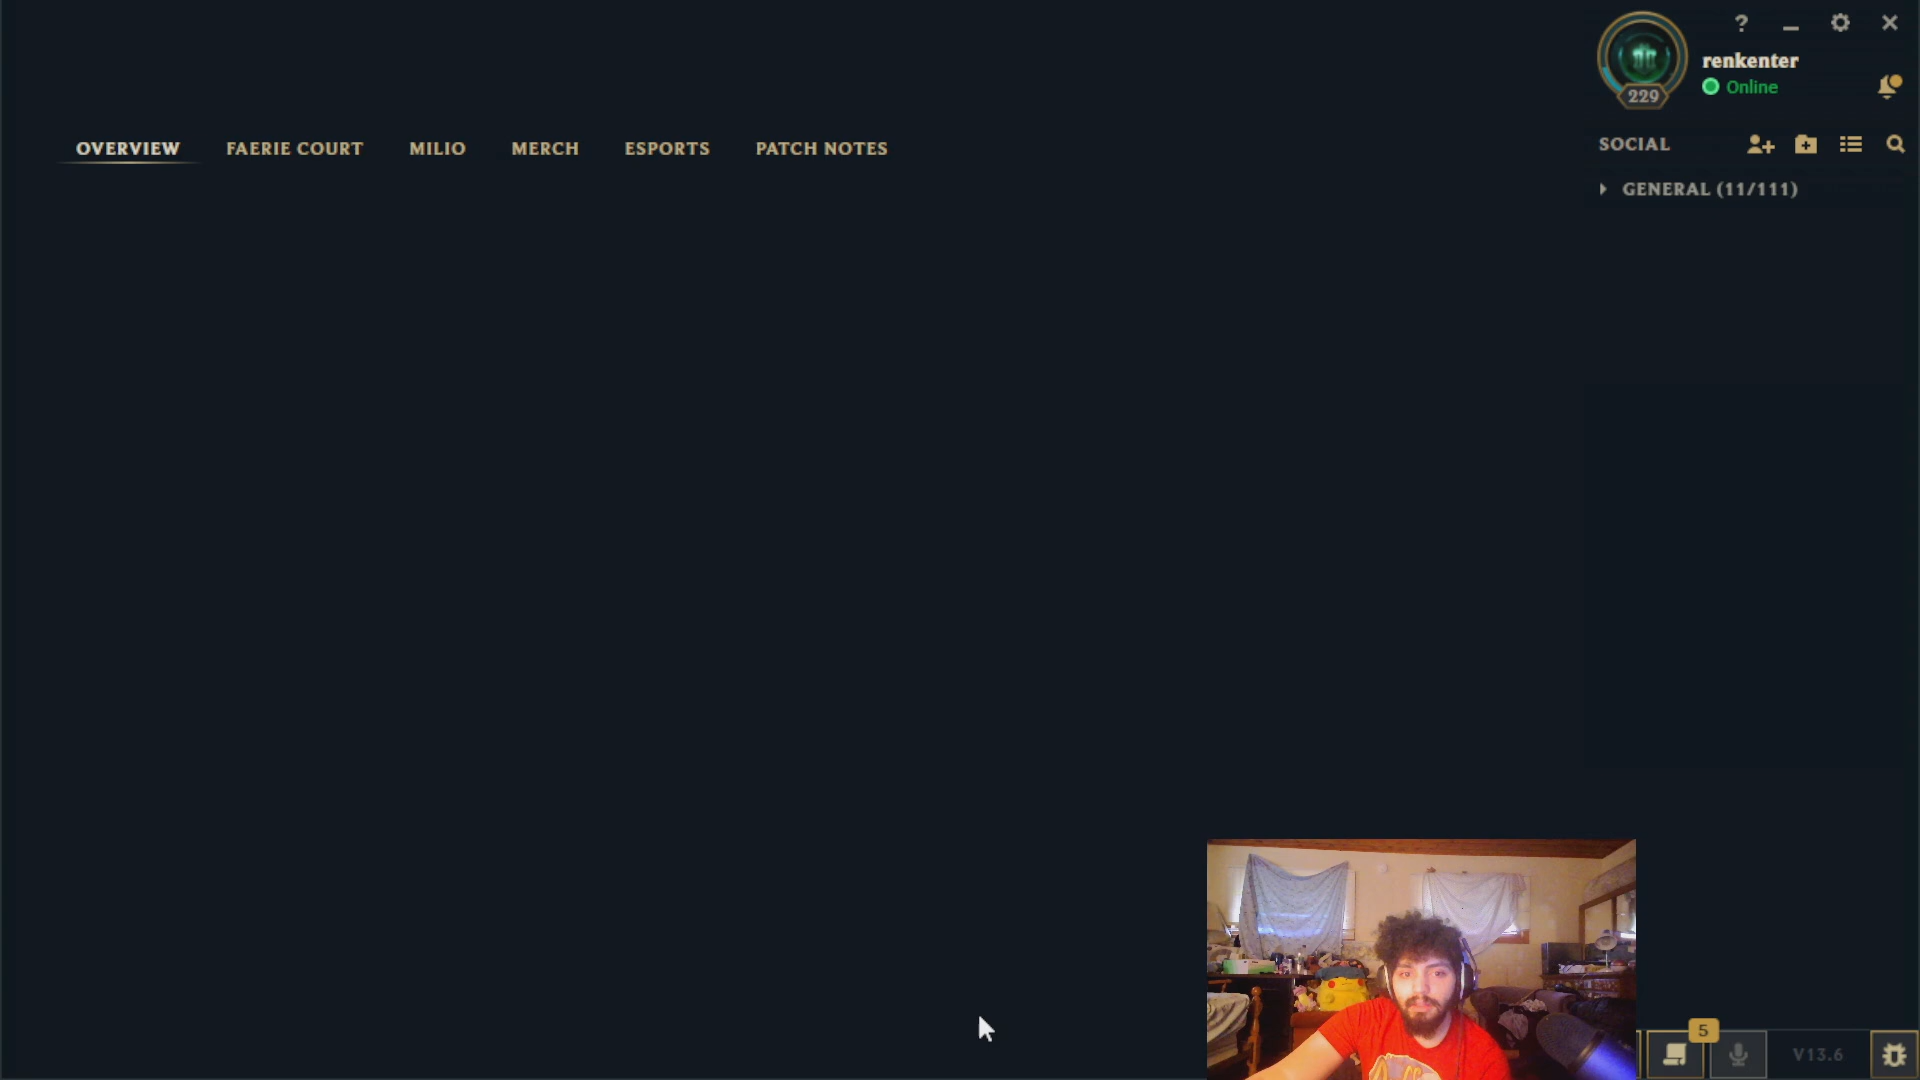 ?
renkenter
229
Online
OVERVIEW FAERIE COURT MILIO MERCH ESPORTS PATCH NOTES
SOCIAL
GENERAL (11/111)
5
V13.6